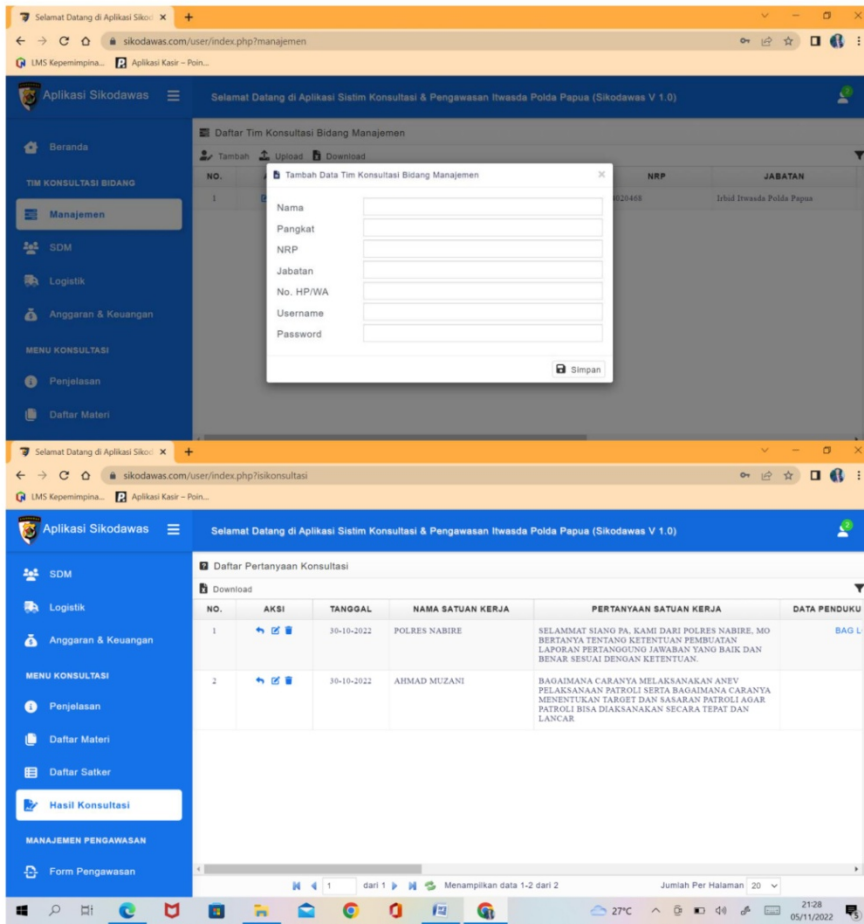 Selamat Datang di Aplikasi Sikod
sikodawas.com/user/index.php?manajemen
LMS Kepemimpina... Aplikasi Kasir – Poin...
Aplikasi Sikodawas Selamat Datang di Aplikasi Sistim Konsultasi & Pengawasan Itwasda Polda Papua (Sikodawas V 1.0)
Beranda
TIM KONSULTASI BIDANG
Manajemen
SDM
Logistik
Anggaran & Keuangan
MENU KONSULTASI
Penjelasan
Daftar Materi
Daftar Tim Konsultasi Bidang Manajemen
Tambah Upload Download
NO. NRP JABATAN
1 Irbid Itwasda Polda Papua
Tambah Data Tim Konsultasi Bidang Manajemen
Nama
Pangkat
NRP
Jabatan
No. HP/WA
Username
Password
Simpan
Selamat Datang di Aplikasi Sikod
sikodawas.com/user/index.php?isikonsultasi
LMS Kepemimpina... Aplikasi Kasir – Poin...
Aplikasi Sikodawas Selamat Datang di Aplikasi Sistim Konsultasi & Pengawasan Itwasda Polda Papua (Sikodawas V 1.0)
SDM
Logistik
Anggaran & Keuangan
MENU KONSULTASI
Penjelasan
Daftar Materi
Daftar Satker
Hasil Konsultasi
MANAJEMEN PENGAWASAN
Form Pengawasan
Daftar Pertanyaan Konsultasi
Download
NO. AKSI TANGGAL NAMA SATUAN KERJA PERTANYAAN SATUAN KERJA DATA PENDUKU
1 30-10-2022 POLRES NABIRE SELAMMAT SIANG PA, KAMI DARI POLRES NABIRE, MO
BERTANYA TENTANG KETENTUAN PEMBUATAN
LAPORAN PERTANGGUNG JAWABAN YANG BAIK DAN
BENAR SESUAI DENGAN KETENTUAN.
BAG L
2 30-10-2022 AHMAD MUZANI BAGAIMANA CARANYA MELAKSANAKAN ANEV
PELAKSANAAN PATROLI SERTA BAGAIMANA CARANYA
MENENTUKAN TARGET DAN SASARAN PATROLI AGAR
PATROLI BISA DIAKSANAKAN SECARA TEPAT DAN
LANCAR
1 dari 1 Menampilkan data 1-2 dari 2 Jumlah Per Halaman 20
27°C 21:28
05/11/2022